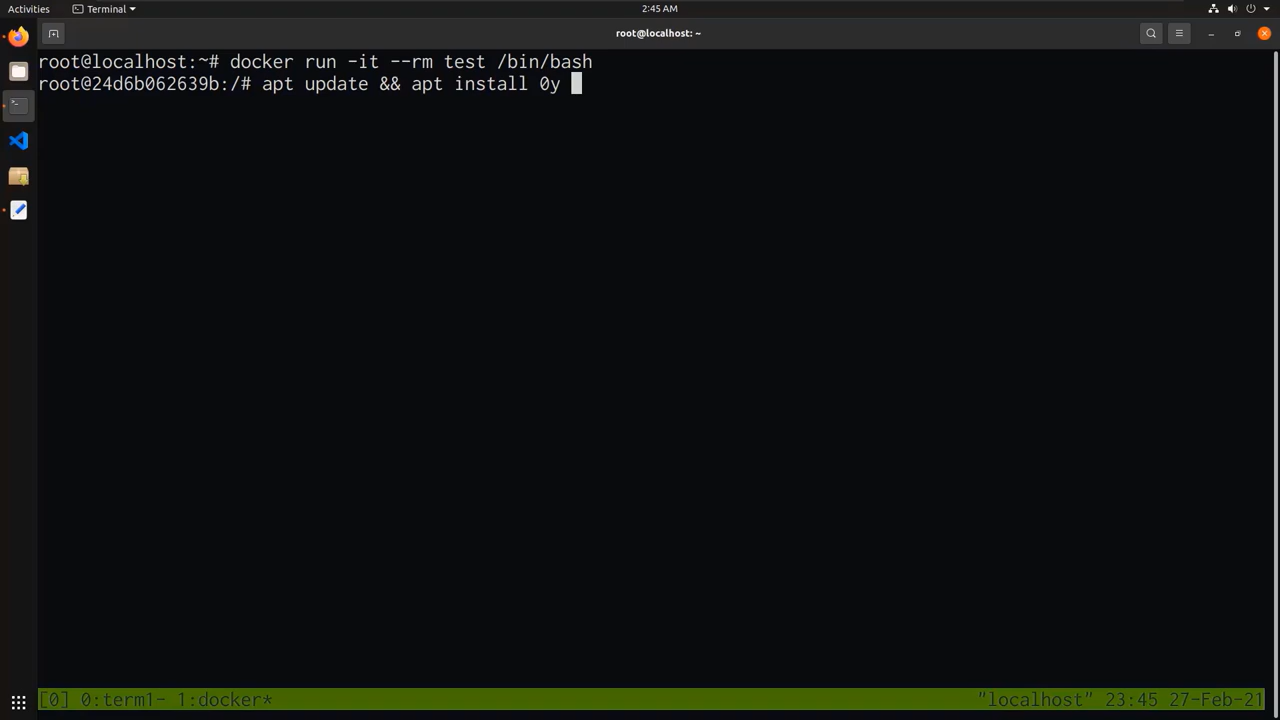 Activities
Terminal
2:45 AM
root@localhost: ~
root@localhost:~# docker run -it --rm test /bin/bash
root@24d6b062639b:/# apt update && apt install 0y
[0] 0:term1- 1:docker*
"localhost" 23:45 27-Feb-21